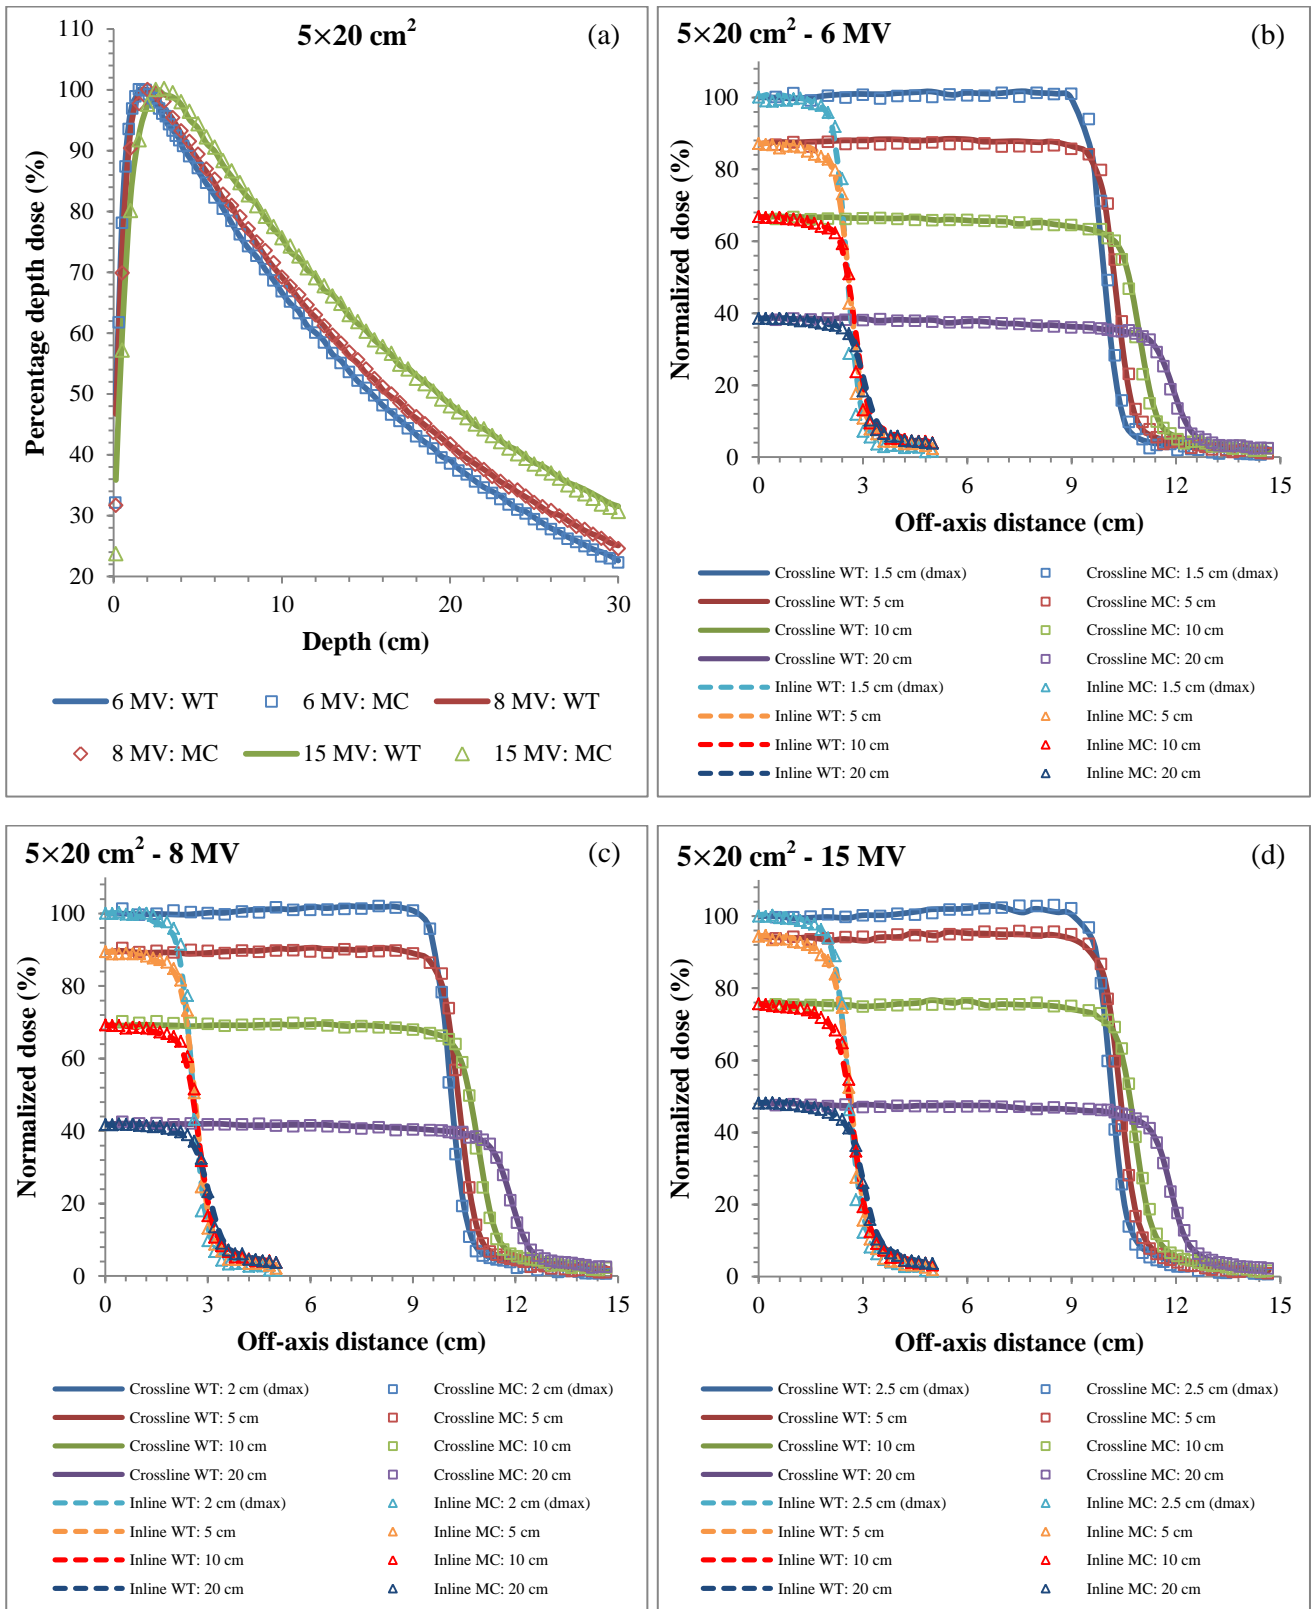 5×20 cm²
(a)
110
100
90
80
70
60
50
40
30
20
Percentage depth dose (%)
0
10
20
30
Depth (cm)
6 MV: WT
6 MV: MC
8 MV: WT
8 MV: MC
15 MV: WT
15 MV: MC
5×20 cm² - 6 MV
(b)
100
80
60
40
20
0
Normalized dose (%)
0
3
6
9
12
15
Off-axis distance (cm)
Crossline WT: 1.5 cm (dmax)
Crossline MC: 1.5 cm (dmax)
Crossline WT: 5 cm
Crossline MC: 5 cm
Crossline WT: 10 cm
Crossline MC: 10 cm
Crossline WT: 20 cm
Crossline MC: 20 cm
Inline WT: 1.5 cm (dmax)
Inline MC: 1.5 cm (dmax)
Inline WT: 5 cm
Inline MC: 5 cm
Inline WT: 10 cm
Inline MC: 10 cm
Inline WT: 20 cm
Inline MC: 20 cm
5×20 cm² - 8 MV
(c)
100
80
60
40
20
0
Normalized dose (%)
0
3
6
9
12
15
Off-axis distance (cm)
Crossline WT: 2 cm (dmax)
Crossline MC: 2 cm (dmax)
Crossline WT: 5 cm
Crossline MC: 5 cm
Crossline WT: 10 cm
Crossline MC: 10 cm
Crossline WT: 20 cm
Crossline MC: 20 cm
Inline WT: 2 cm (dmax)
Inline MC: 2 cm (dmax)
Inline WT: 5 cm
Inline MC: 5 cm
Inline WT: 10 cm
Inline MC: 10 cm
Inline WT: 20 cm
Inline MC: 20 cm
5×20 cm² - 15 MV
(d)
100
80
60
40
20
0
Normalized dose (%)
0
3
6
9
12
15
Off-axis distance (cm)
Crossline WT: 2.5 cm (dmax)
Crossline MC: 2.5 cm (dmax)
Crossline WT: 5 cm
Crossline MC: 5 cm
Crossline WT: 10 cm
Crossline MC: 10 cm
Crossline WT: 20 cm
Crossline MC: 20 cm
Inline WT: 2.5 cm (dmax)
Inline MC: 2.5 cm (dmax)
Inline WT: 5 cm
Inline MC: 5 cm
Inline WT: 10 cm
Inline MC: 10 cm
Inline WT: 20 cm
Inline MC: 20 cm